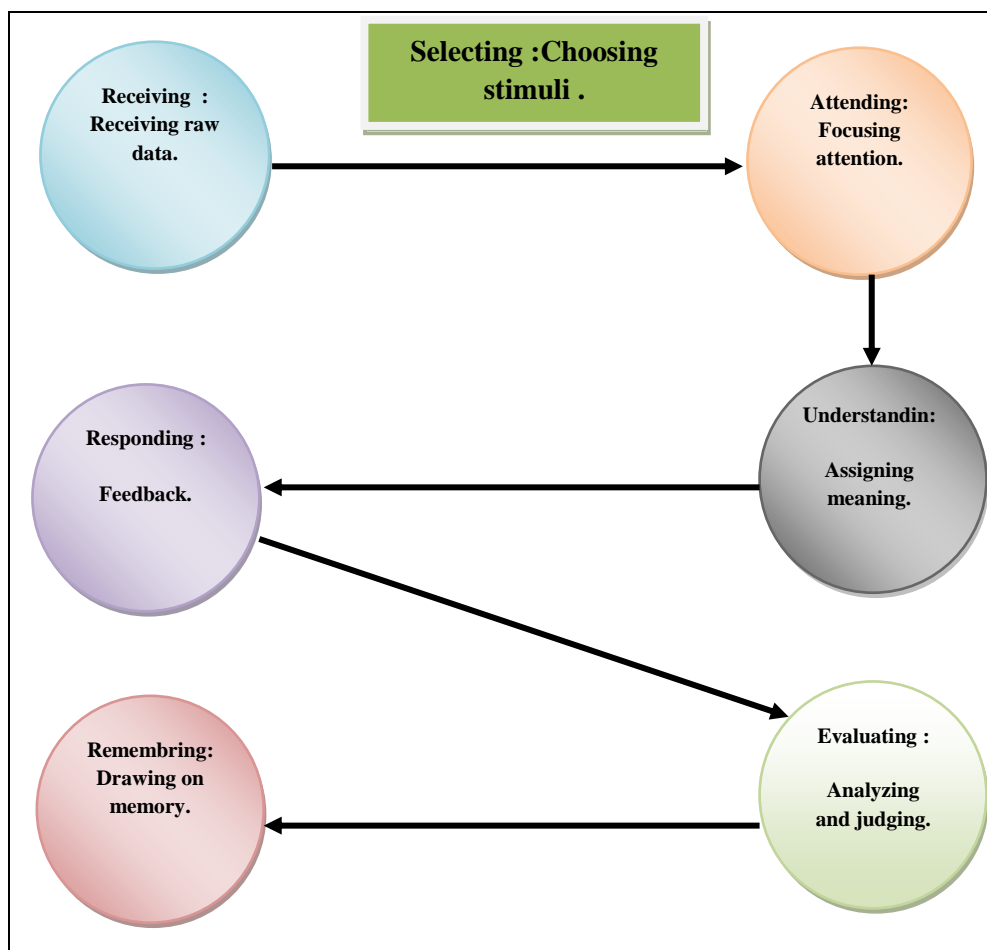 Selecting :Choosing
stimuli .
Receiving  :
Receiving raw
data.
Attending:
Focusing
attention.
Understandin:
Assigning
meaning.
Responding :
Feedback.
Evaluating :
Analyzing
and judging.
Remembring:
Drawing on
memory.